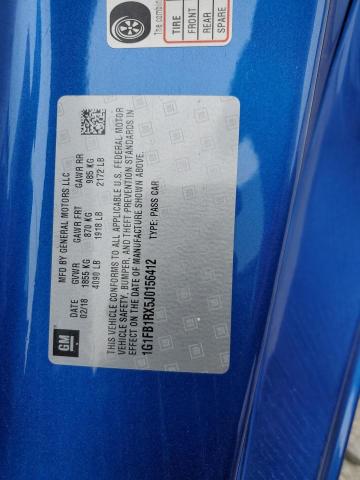 GM
MFD BY GENERAL MOTORS LLC
DATE GVWR GAWR FRT GAWR RR
02/18 1855 KG 870 KG 985 KG
4090 LB 1918 LB 2172 LB
THIS VEHICLE CONFORMS TO ALL APPLICABLE U.S. FEDERAL MOTOR
VEHICLE SAFETY, BUMPER, AND THEFT PREVENTION STANDARDS IN
EFFECT ON THE DATE OF MANUFACTURE SHOWN ABOVE.
1G1FB1RX5J0156412 TYPE: PASS CAR
The combin
TIRE
FRONT
REAR
SPARE